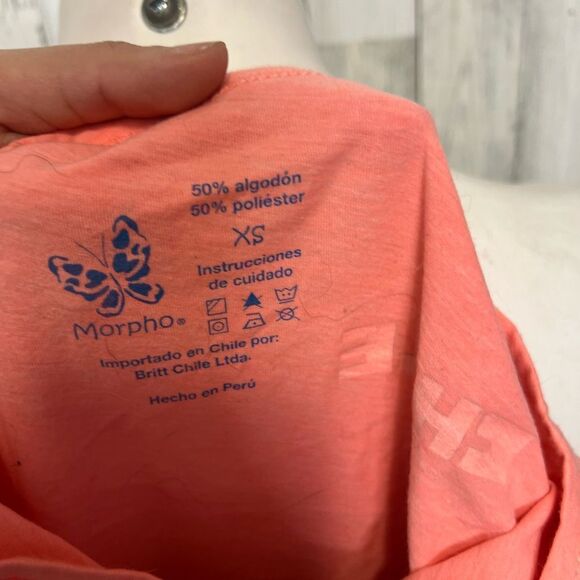 50% algodón
50% poliéster
XS
Instrucciones
de cuidado
Morpho®
Importado en Chile por:
Britt Chile Ltda.
Hecho en Perú